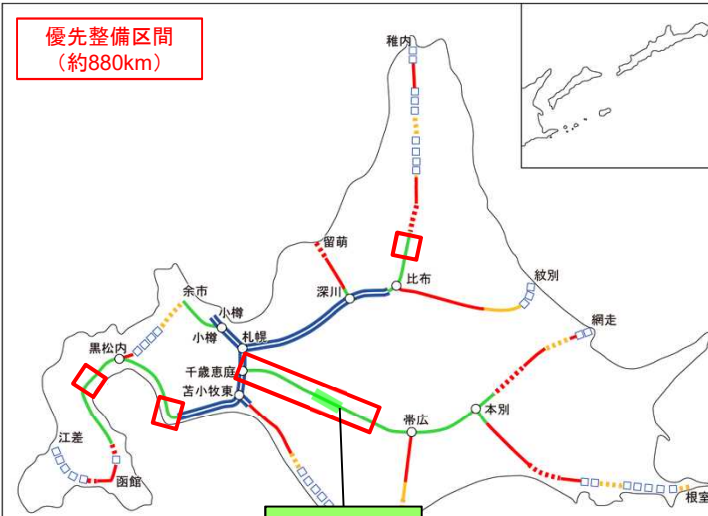 優先整備区間
（約880km）
稚内
留萌
比布
深川
紋別
余市
小樽
小樽
札幌
網走
黒松内
千歳恵庭
苫小牧東
帯広
本別
江差
函館
根室